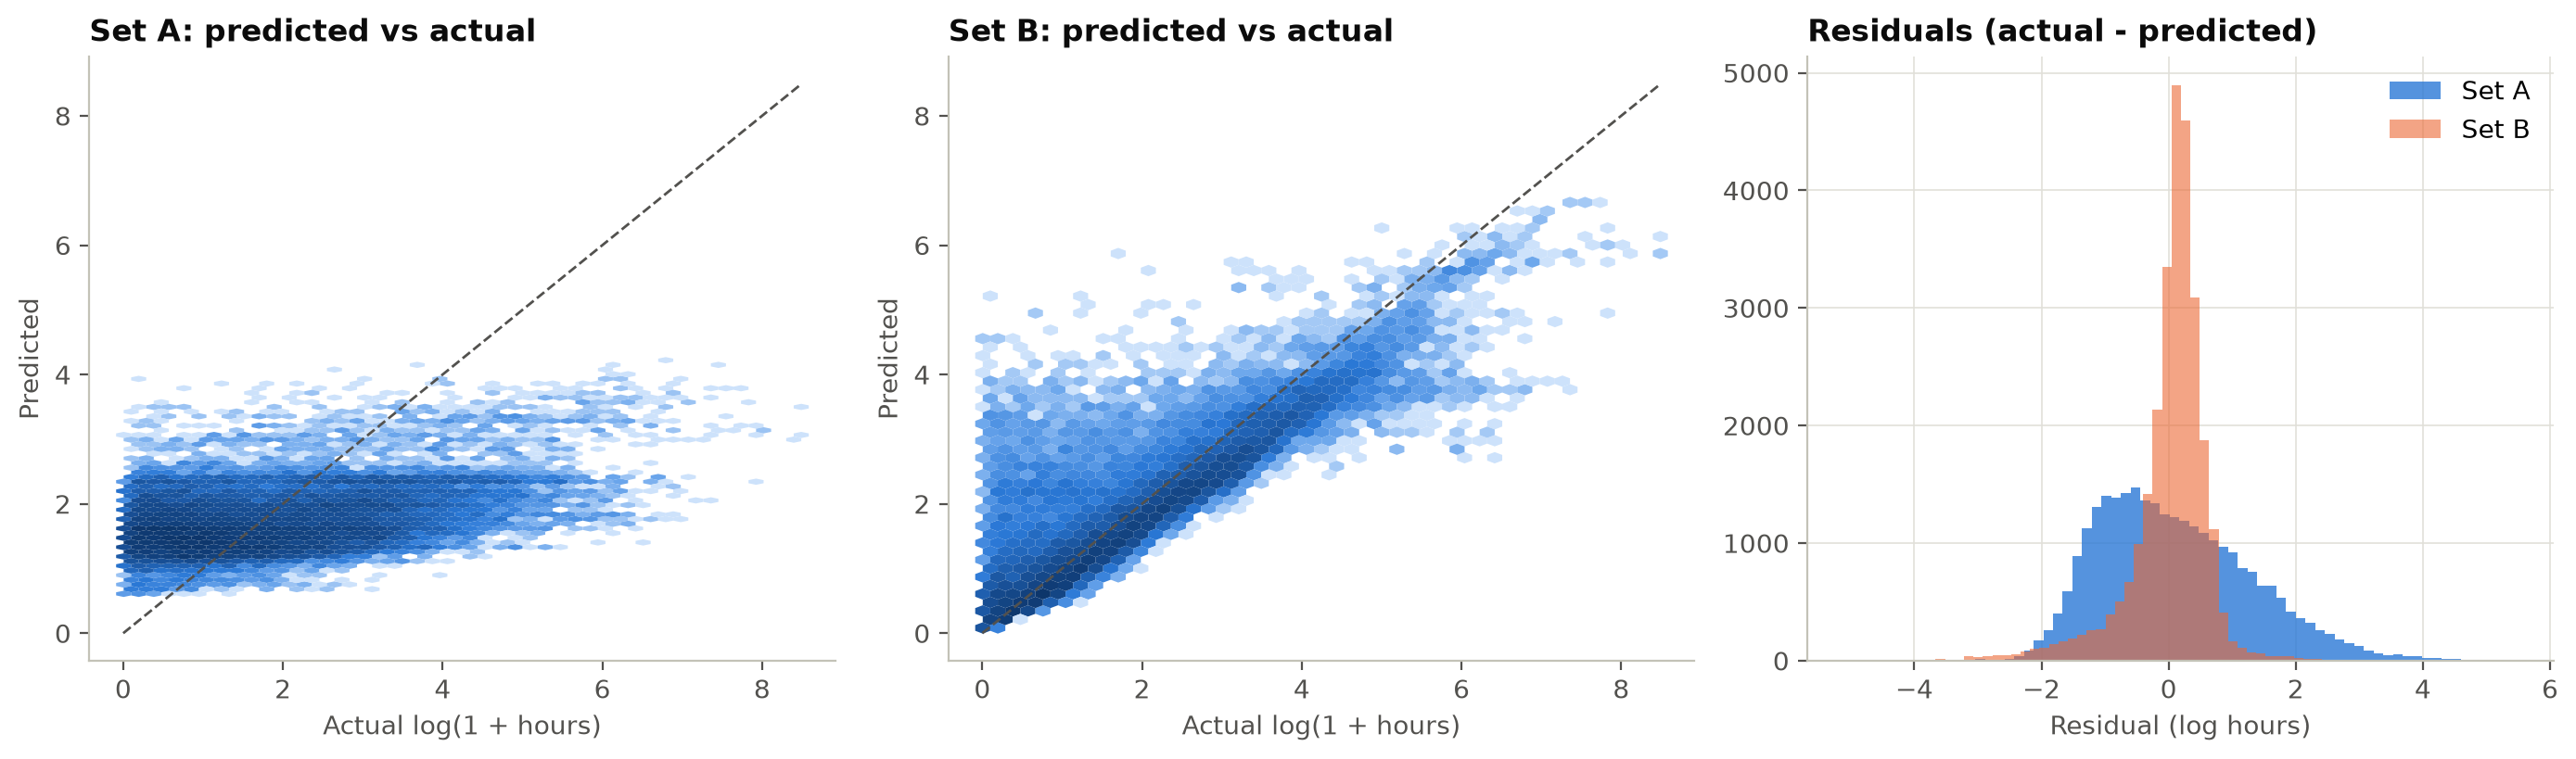 Set A: predicted vs actual
8
6
4
2
0
Predicted
0 2 4 6 8
Actual log(1 + hours)
Set B: predicted vs actual
8
6
4
2
0
Predicted
0 2 4 6 8
Actual log(1 + hours)
Residuals (actual - predicted)
5000
4000
3000
2000
1000
0
Set A
Set B
−4 −2 0 2 4 6
Residual (log hours)